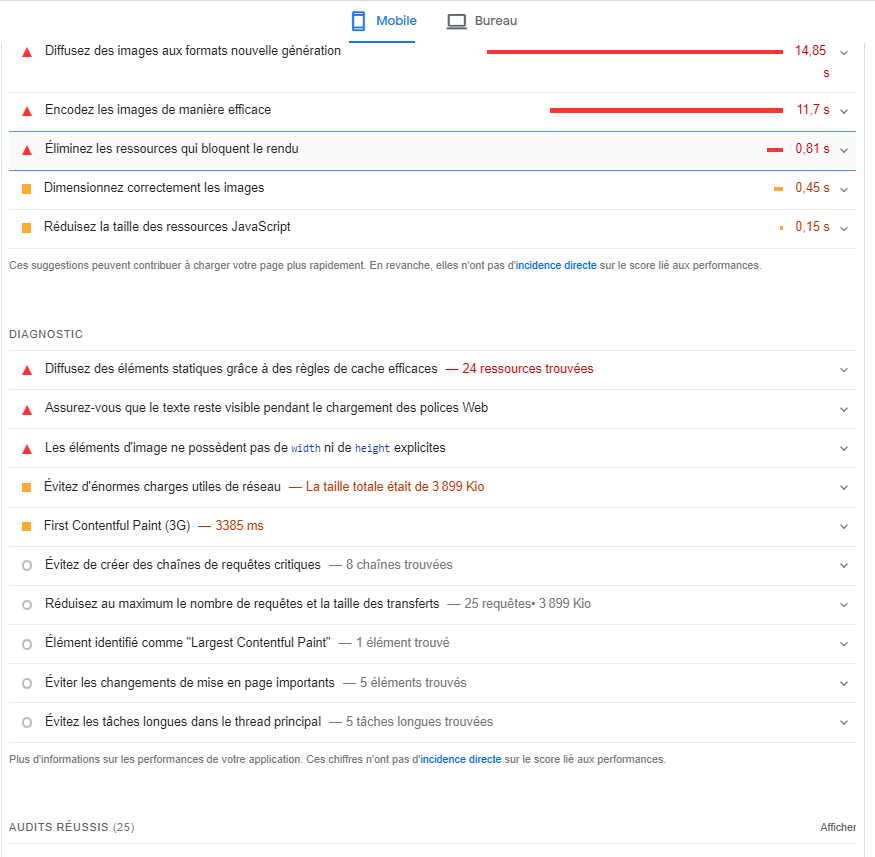 Mobile Bureau
Diffusez des images aux formats nouvelle génération 14,85
s
Encodez les images de manière efficace 11,7 s
Éliminez les ressources qui bloquent le rendu 0,81 s
Dimensionnez correctement les images 0,45 s
Réduisez la taille des ressources JavaScript 0,15 s
Ces suggestions peuvent contribuer à charger votre page plus rapidement. En revanche, elles n'ont pas d'incidence directe sur le score lié aux performances.
DIAGNOSTIC
Diffusez des éléments statiques grâce à des règles de cache efficaces — 24 ressources trouvées
Assurez-vous que le texte reste visible pendant le chargement des polices Web
Les éléments d'image ne possèdent pas de width ni de height explicites
Évitez d'énormes charges utiles de réseau — La taille totale était de 3 899 Kio
First Contentful Paint (3G) — 3385 ms
Évitez de créer des chaînes de requêtes critiques — 8 chaînes trouvées
Réduisez au maximum le nombre de requêtes et la taille des transferts — 25 requêtes• 3 899 Kio
Élément identifié comme "Largest Contentful Paint" — 1 élément trouvé
Éviter les changements de mise en page importants — 5 éléments trouvés
Évitez les tâches longues dans le thread principal — 5 tâches longues trouvées
Plus d'informations sur les performances de votre application. Ces chiffres n'ont pas d'incidence directe sur le score lié aux performances.
AUDITS RÉUSSIS (25) Afficher